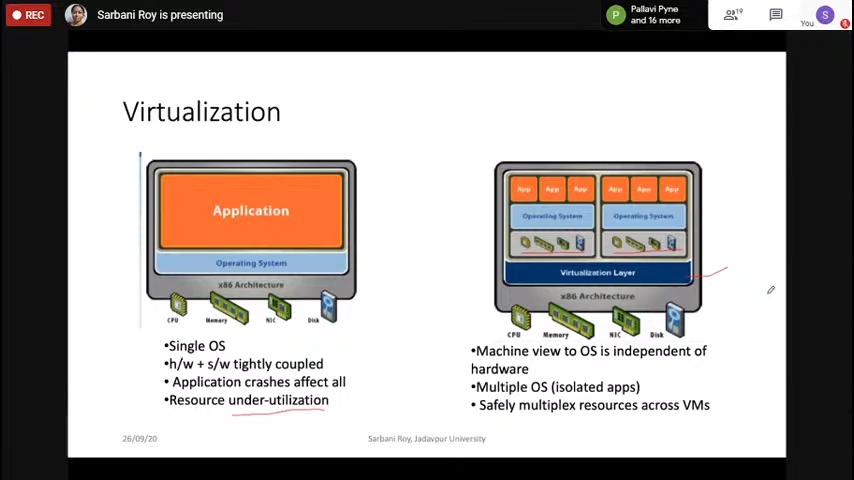 REC
Sarbani Roy is presenting
P
Pallavi Pyne
and 16 more
19
You
S
Virtualization
Application
Operating System
x86 Architecture
CPU
Memory
NIC
Disk
App
App
App
Operating System
App
App
App
Operating System
Virtualization Layer
x86 Architecture
CPU
Memory
NIC
Disk
•Single OS
•h/w + s/w tightly coupled
• Application crashes affect all
•Resource under-utilization
•Machine view to OS is independent of
hardware
•Multiple OS (isolated apps)
• Safely multiplex resources across VMs
26/09/20
Sarbani Roy, Jadavpur University